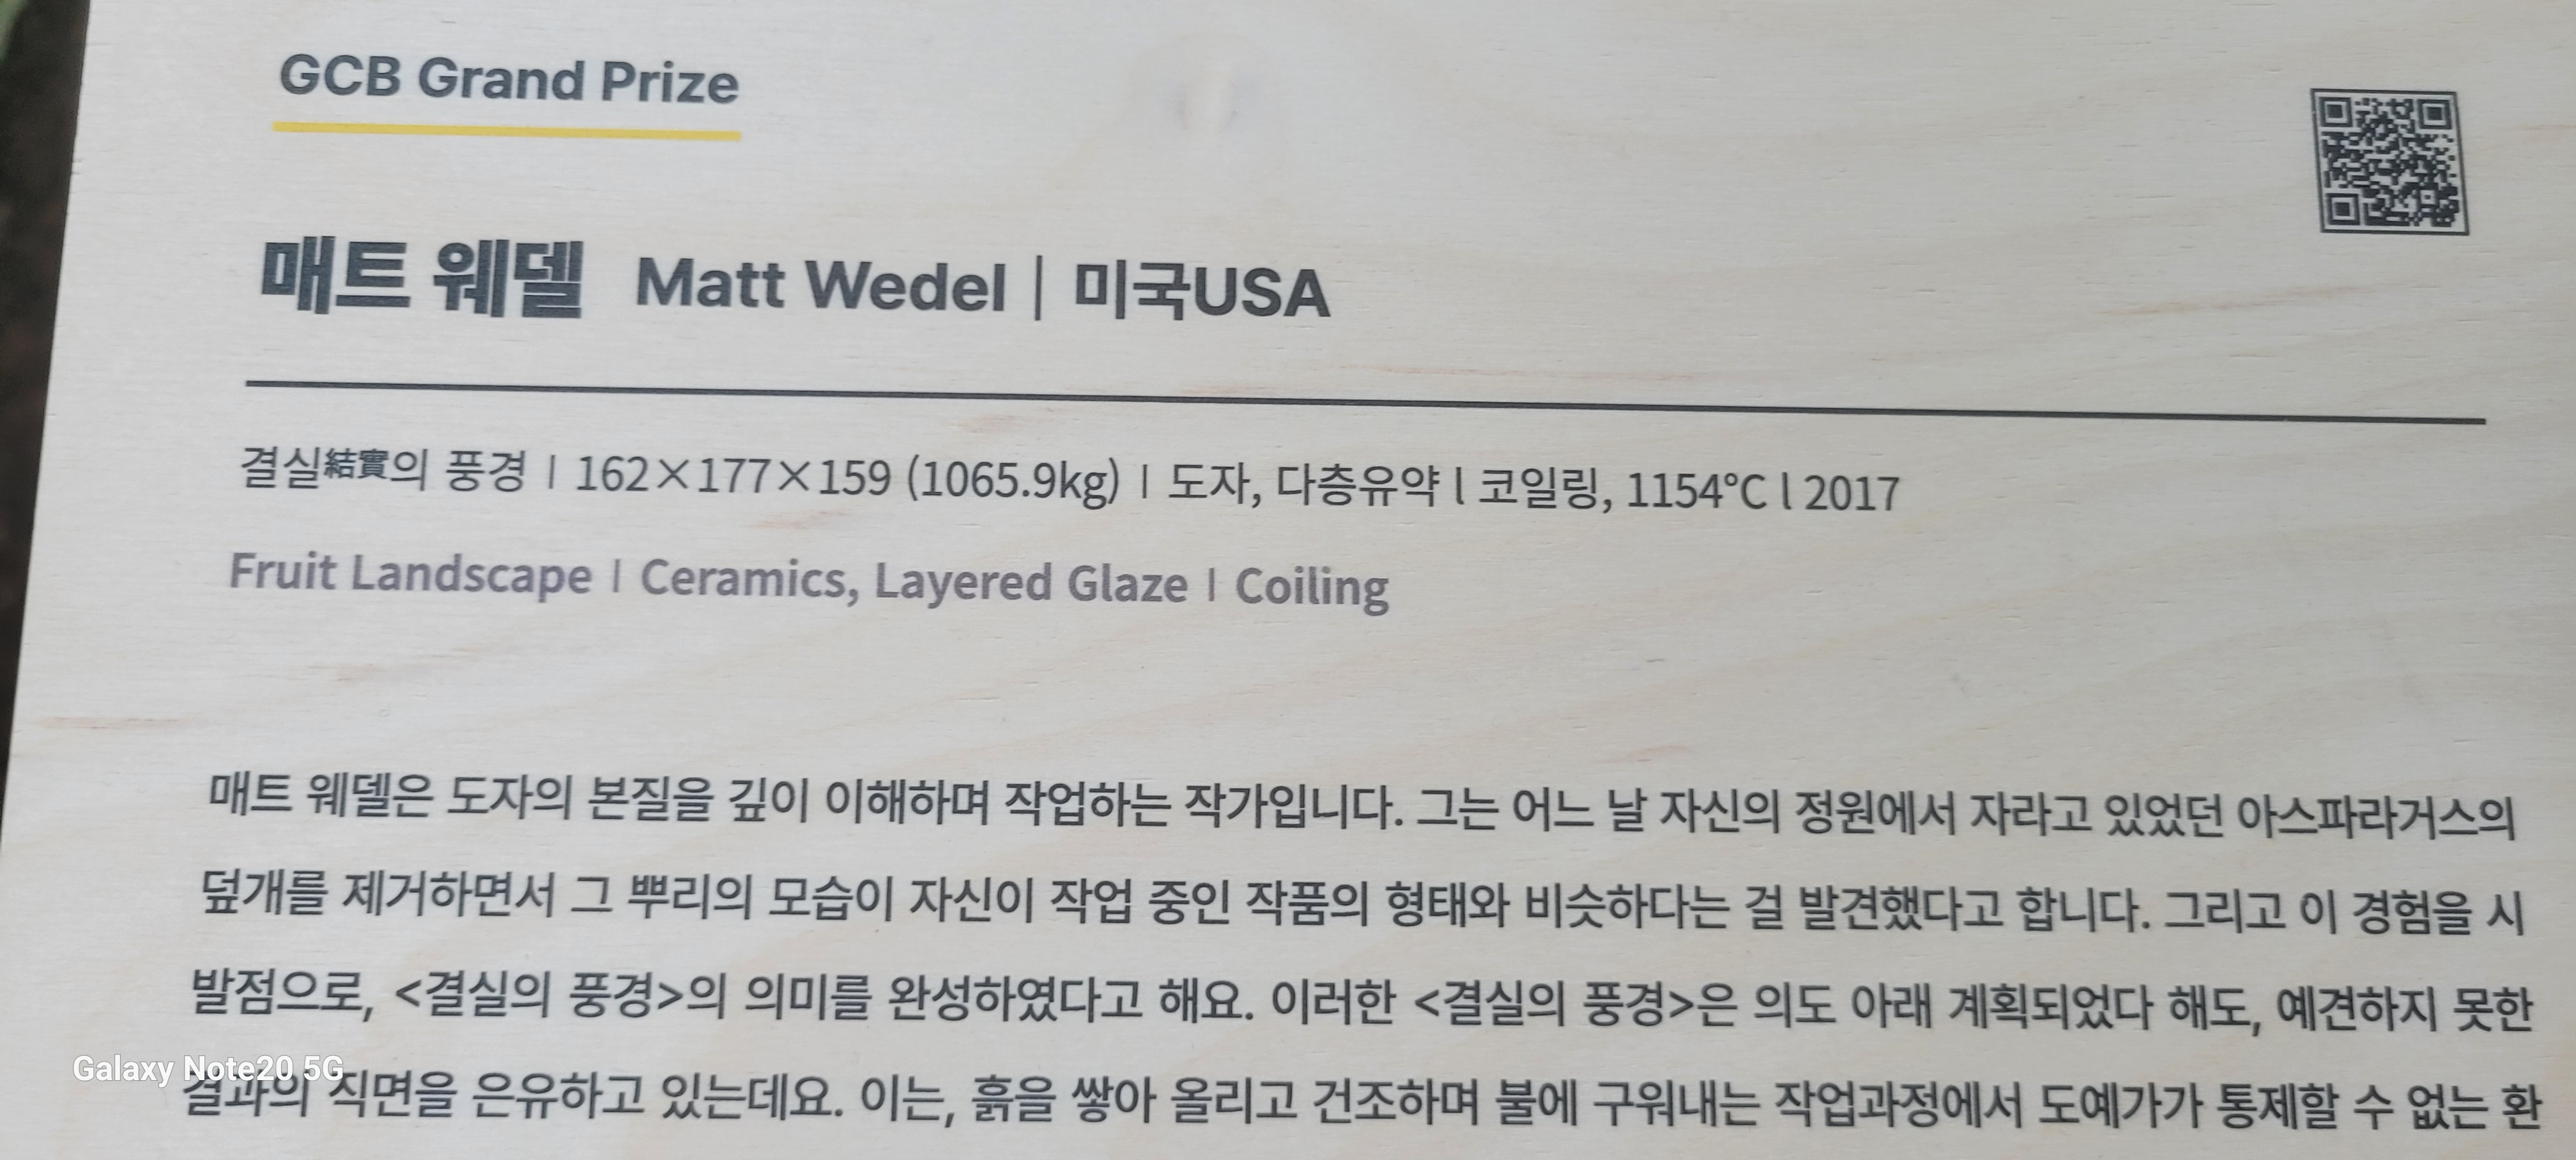 GCB Grand Prize
매트 웨델 Matt Wedel | 미국USA
결실結實의 풍경 l 162×177×159 (1065.9kg) l 도자, 다층유약 l 코일링, 1154℃ l 2017
Fruit Landscape l Ceramics, Layered Glaze l Coiling
매트 웨델은 도자의 본질을 깊이 이해하며 작업하는 작가입니다. 그는 어느 날 자신의 정원에서 자라고 있었던 아스파라거스의
덮개를 제거하면서 그 뿌리의 모습이 자신이 작업 중인 작품의 형태와 비슷하다는 걸 발견했다고 합니다. 그리고 이 경험을 시
발점으로, <결실의 풍경>의 의미를 완성하였다고 해요. 이러한 <결실의 풍경>은 의도 아래 계획되었다 해도, 예견하지 못한
결과의 직면을 은유하고 있는데요. 이는, 흙을 쌓아 올리고 건조하며 불에 구워내는 작업과정에서 도예가가 통제할 수 없는 환
Galaxy Note20 5G